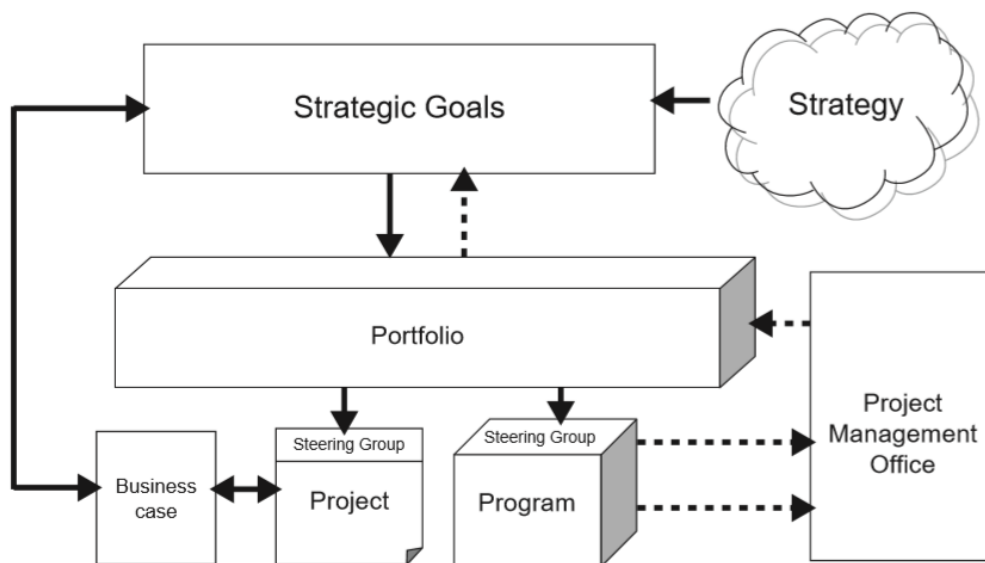 Strategic Goals
Strategy
Portfolio
Project
Management
Office
Steering Group
Project
Steering Group
Program
Business
case